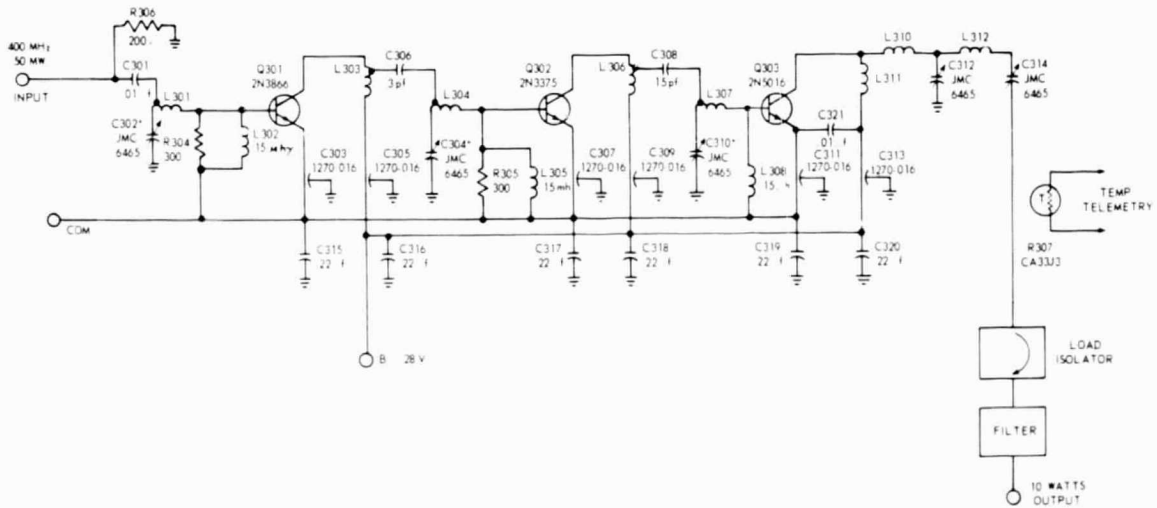 R306
200
400 MHz
50 MW
INPUT
C301
01 f
L301
C302*
JMC
6465
R304
300
L302
15 M hy
Q301
2N3866
L303
C306
3 pf
L304
C303
1270-016
C305
1270-016
C304*
JMC
6465
R305
300
L305
15 mh
Q302
2N3375
L306
C308
15 pf
L307
C307
1270-016
C309
1270-016
C310*
JMC
6465
L308
Q303
2N5016
C321
01 f
C311
1270-016
C313
1270-016
L310
L311
L312
C312
JMC
6465
C314
JMC
6465
COM
C315
22 f
C316
22 f
C317
22 f
C318
22 f
C319
22 f
C320
22 f
B 28 V
T
TEMP
TELEMETRY
R307
CA33J3
LOAD
ISOLATOR
FILTER
10 WATTS
OUTPUT